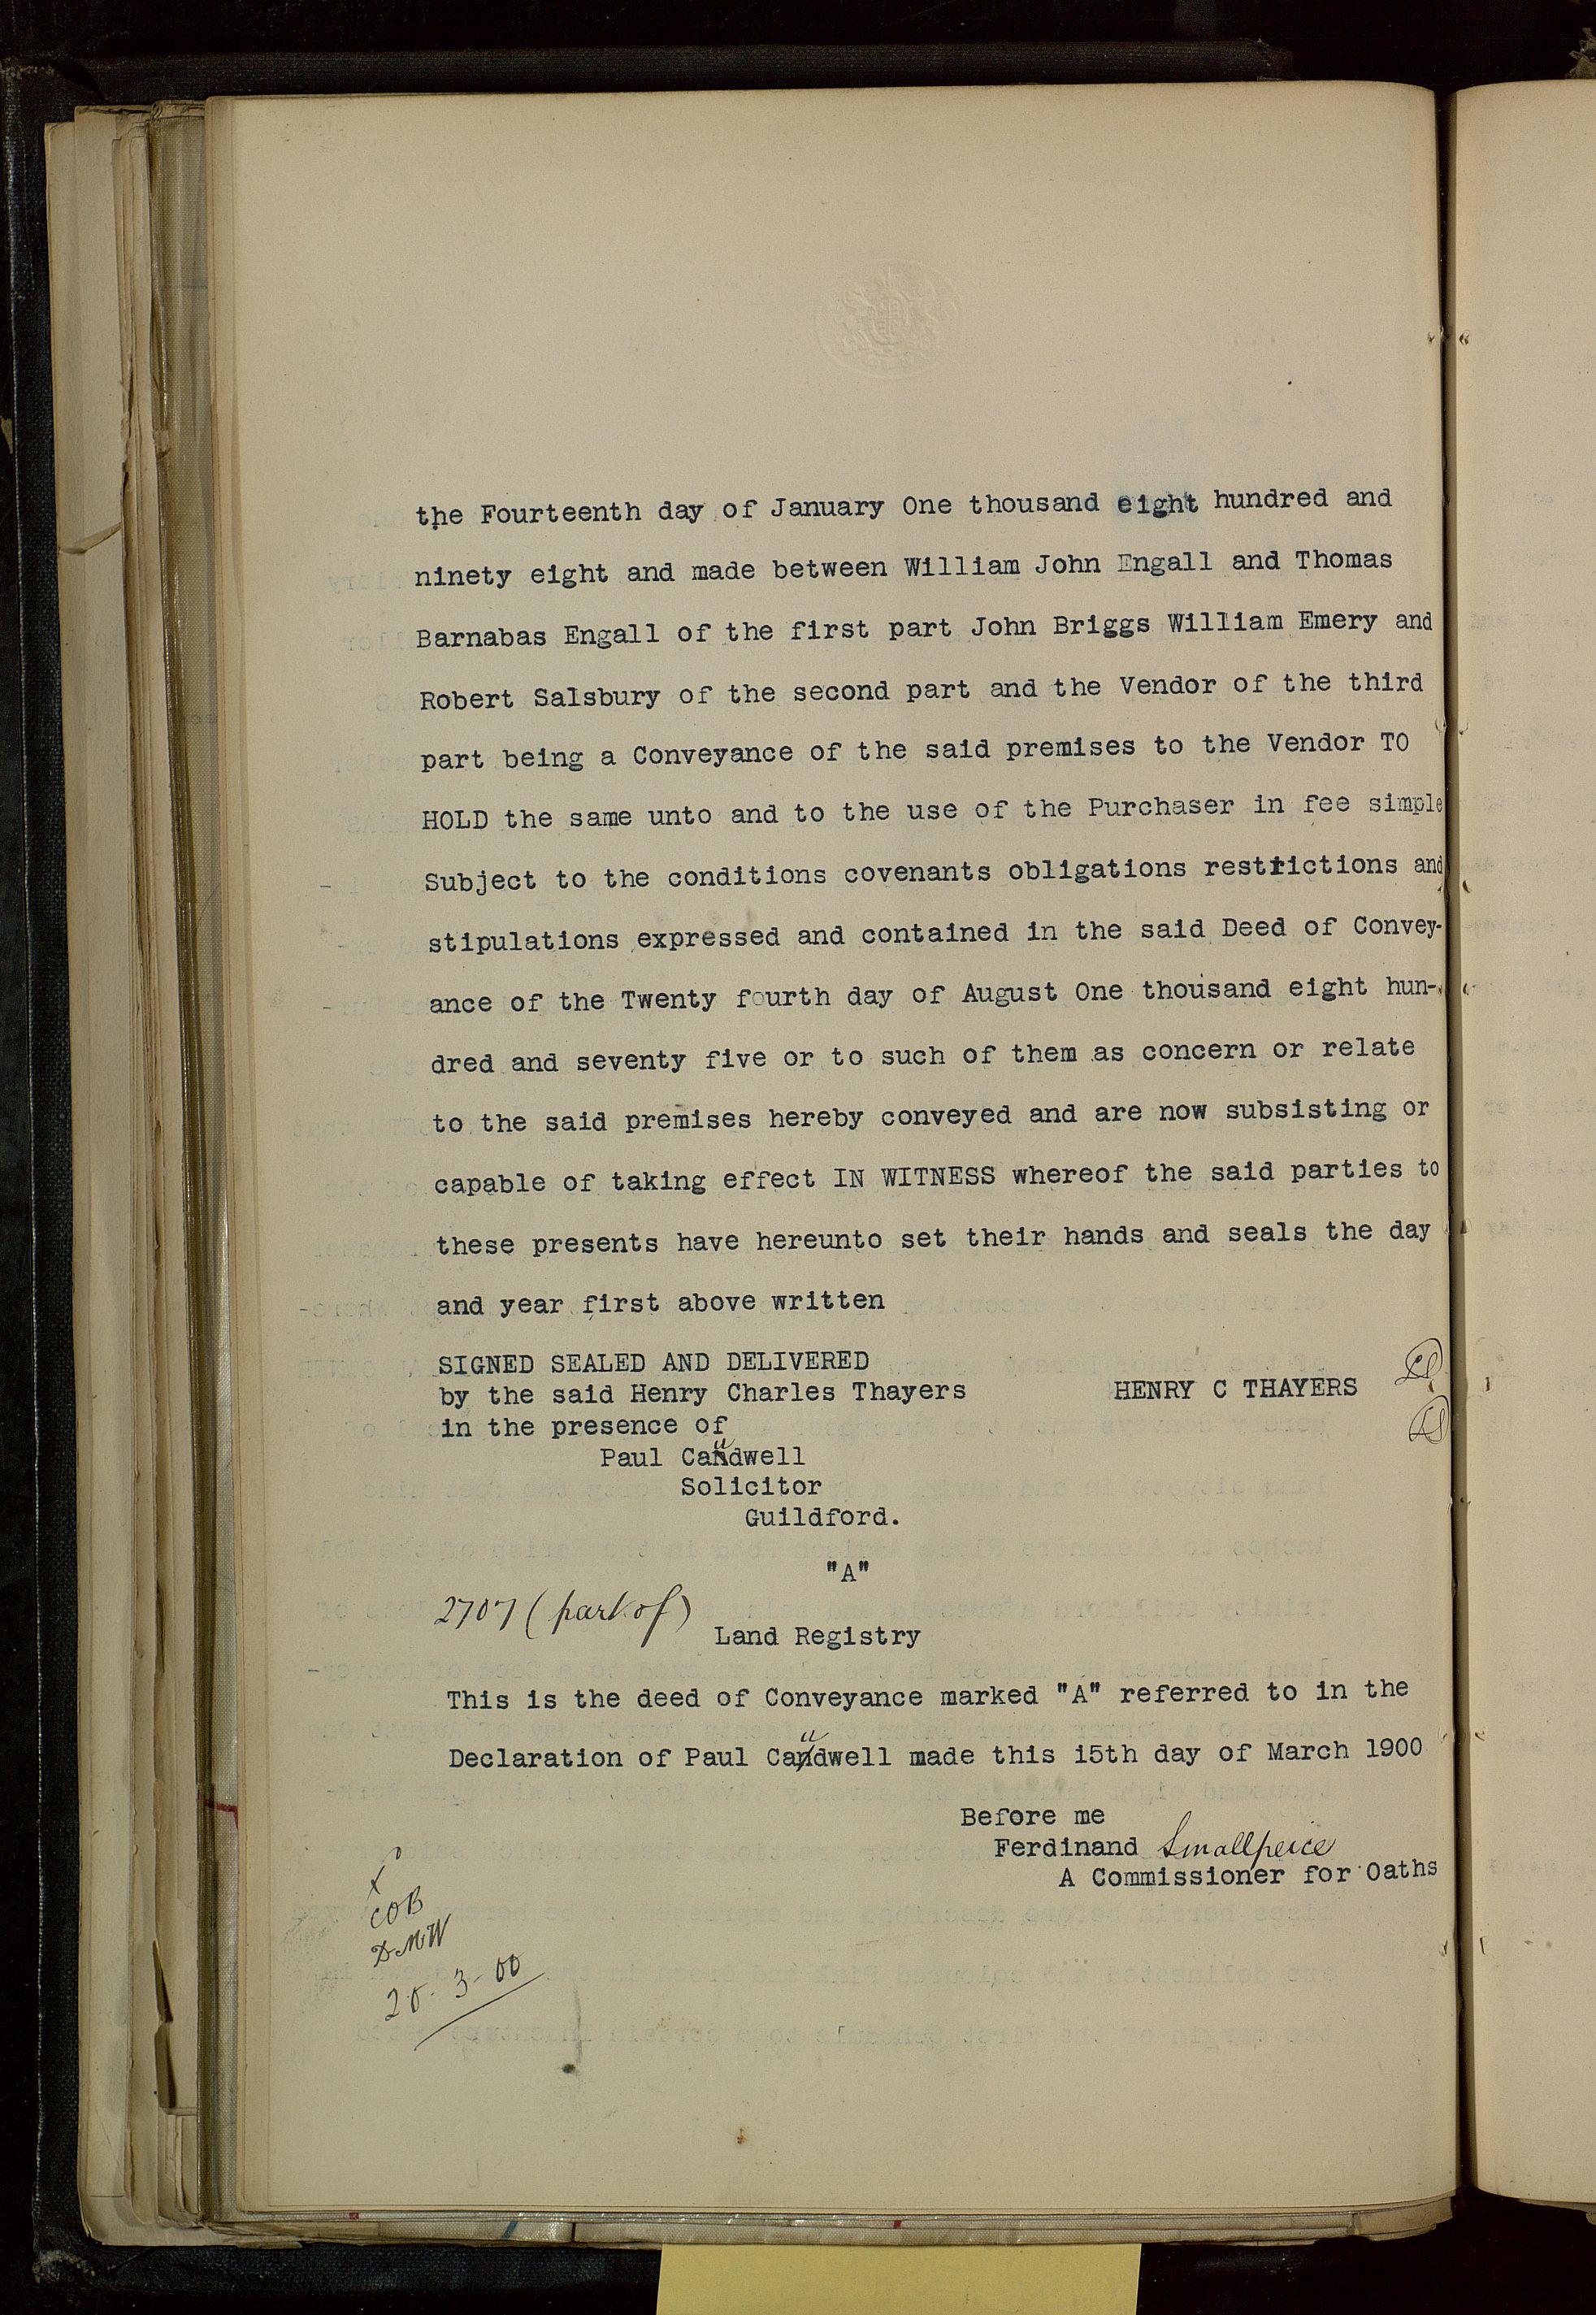 the Fourteenth day of January One thousand eight hundred and
ninety eight and made between William John Engall and Thomas
Barnabas Engall of the first part John Briggs William Emery and
Robert Salsbury of the second part and the Vendor of the third
part being a Conveyance of the said premises to the Vendor TO
HOLD the same unto and to the use of the Purchaser in fee simple
Subject to the conditions covenants obligations restrictions and
stipulations expressed and contained in the said Deed of Convey-
ance of the Twenty fourth day of August One thousand eight hun-
dred and seventy five or to such of them as concern or relate
to the said premises hereby conveyed and are now subsisting or
capable of taking effect IN WITNESS whereof the said parties to
these presents have hereunto set their hands and seals the day
and year first above written
SIGNED SEALED AND DELIVERED
by the said Henry Charles Thayers HENRY C THAYERS LS
in the presence of LS
Paul Caudwell
Solicitor
Guildford.
"A"
2707 (part of)
Land Registry
This is the deed of Conveyance marked "A" referred to in the
Declaration of Paul Caudwell made this 15th day of March 1900
Before me
Ferdinand Smallpeice
A Commissioner for Oaths
COB
DMW
20-3-00